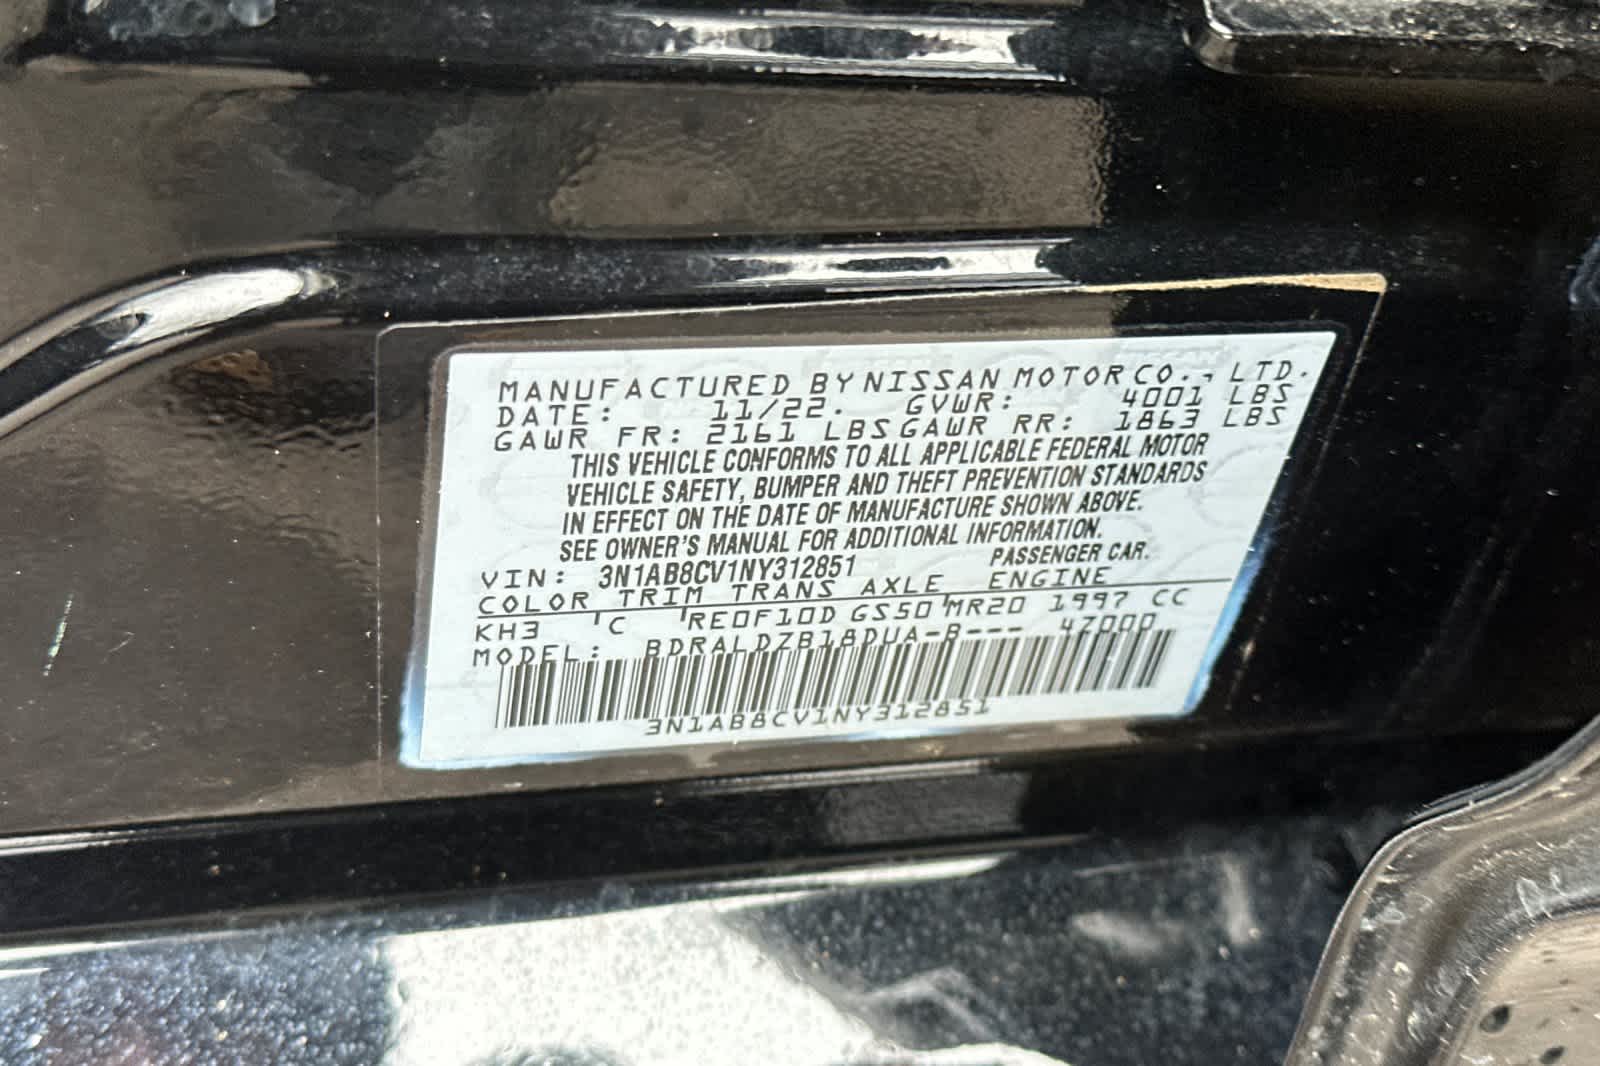 MANUFACTURED BY NISSAN MOTOR CO., LTD.
DATE: 11/22. GVWR: 4001 LBS
GAWR FR: 2161 LBS GAWR RR: 1863 LBS
THIS VEHICLE CONFORMS TO ALL APPLICABLE FEDERAL MOTOR
VEHICLE SAFETY, BUMPER AND THEFT PREVENTION STANDARDS
IN EFFECT ON THE DATE OF MANUFACTURE SHOWN ABOVE.
SEE OWNER'S MANUAL FOR ADDITIONAL INFORMATION.
VIN: 3N1AB8CV1NY312851 PASSENGER CAR.
COLOR TRIM TRANS AXLE ENGINE
KH3 C RE0F10D GS50 MR20 1997 CC
MODEL: BDRALDZB18DUA-B--- 47000
3N1AB8CV1NY312851